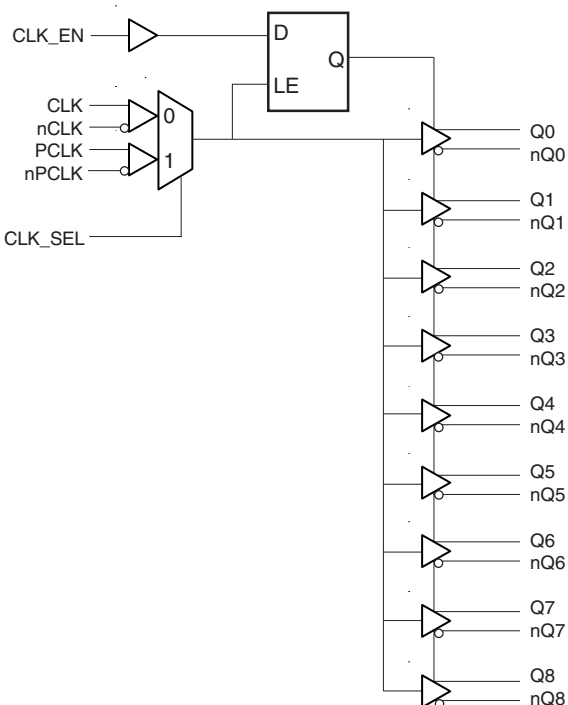 CLK_EN
D
Q
LE
CLK
nCLK
0
PCLK
nPCLK
1
CLK_SEL
Q0
nQ0
Q1
nQ1
Q2
nQ2
Q3
nQ3
Q4
nQ4
Q5
nQ5
Q6
nQ6
Q7
nQ7
Q8
nQ8